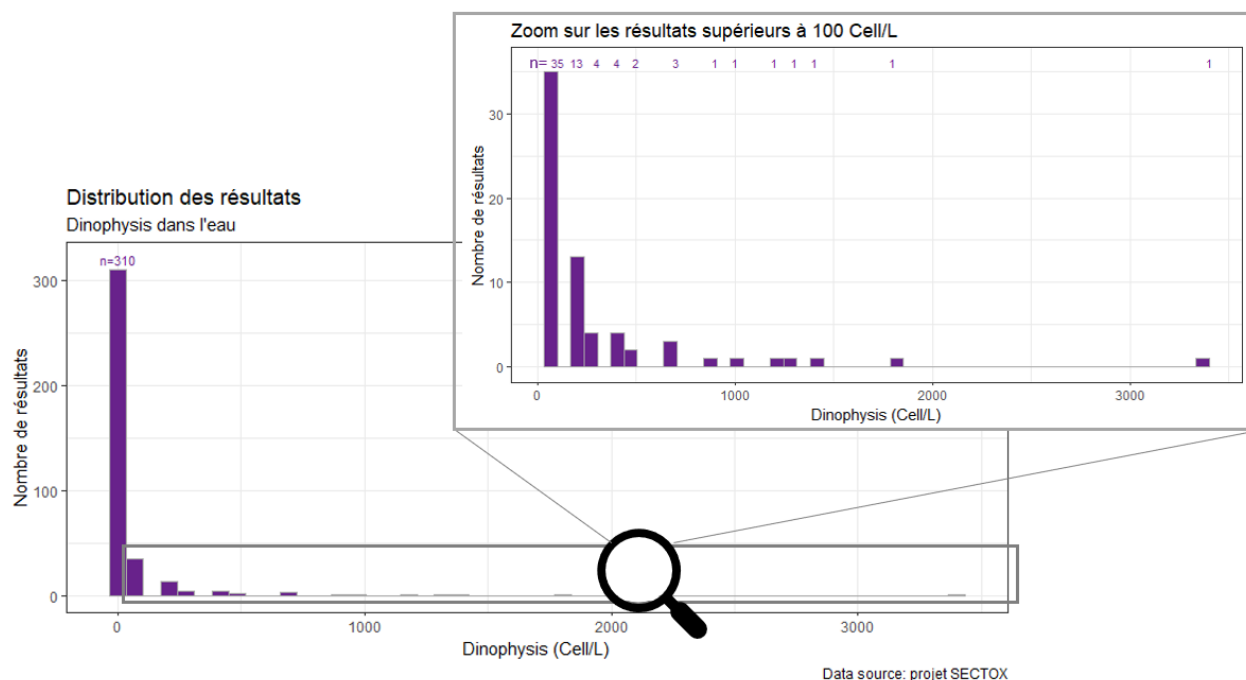 Zoom sur les résultats supérieurs à 100 Cell/L
n= 35 13 4 4 2 3 1 1 1 1 1 1 1
30
20
10
0
Nombre de résultats
0 1000 2000 3000
Dinophysis (Cell/L)
Distribution des résultats
Dinophysis dans l'eau
n=310
300
200
100
0
Nombre de résultats
0 1000 2000 3000
Dinophysis (Cell/L)
Data source: projet SECTOX